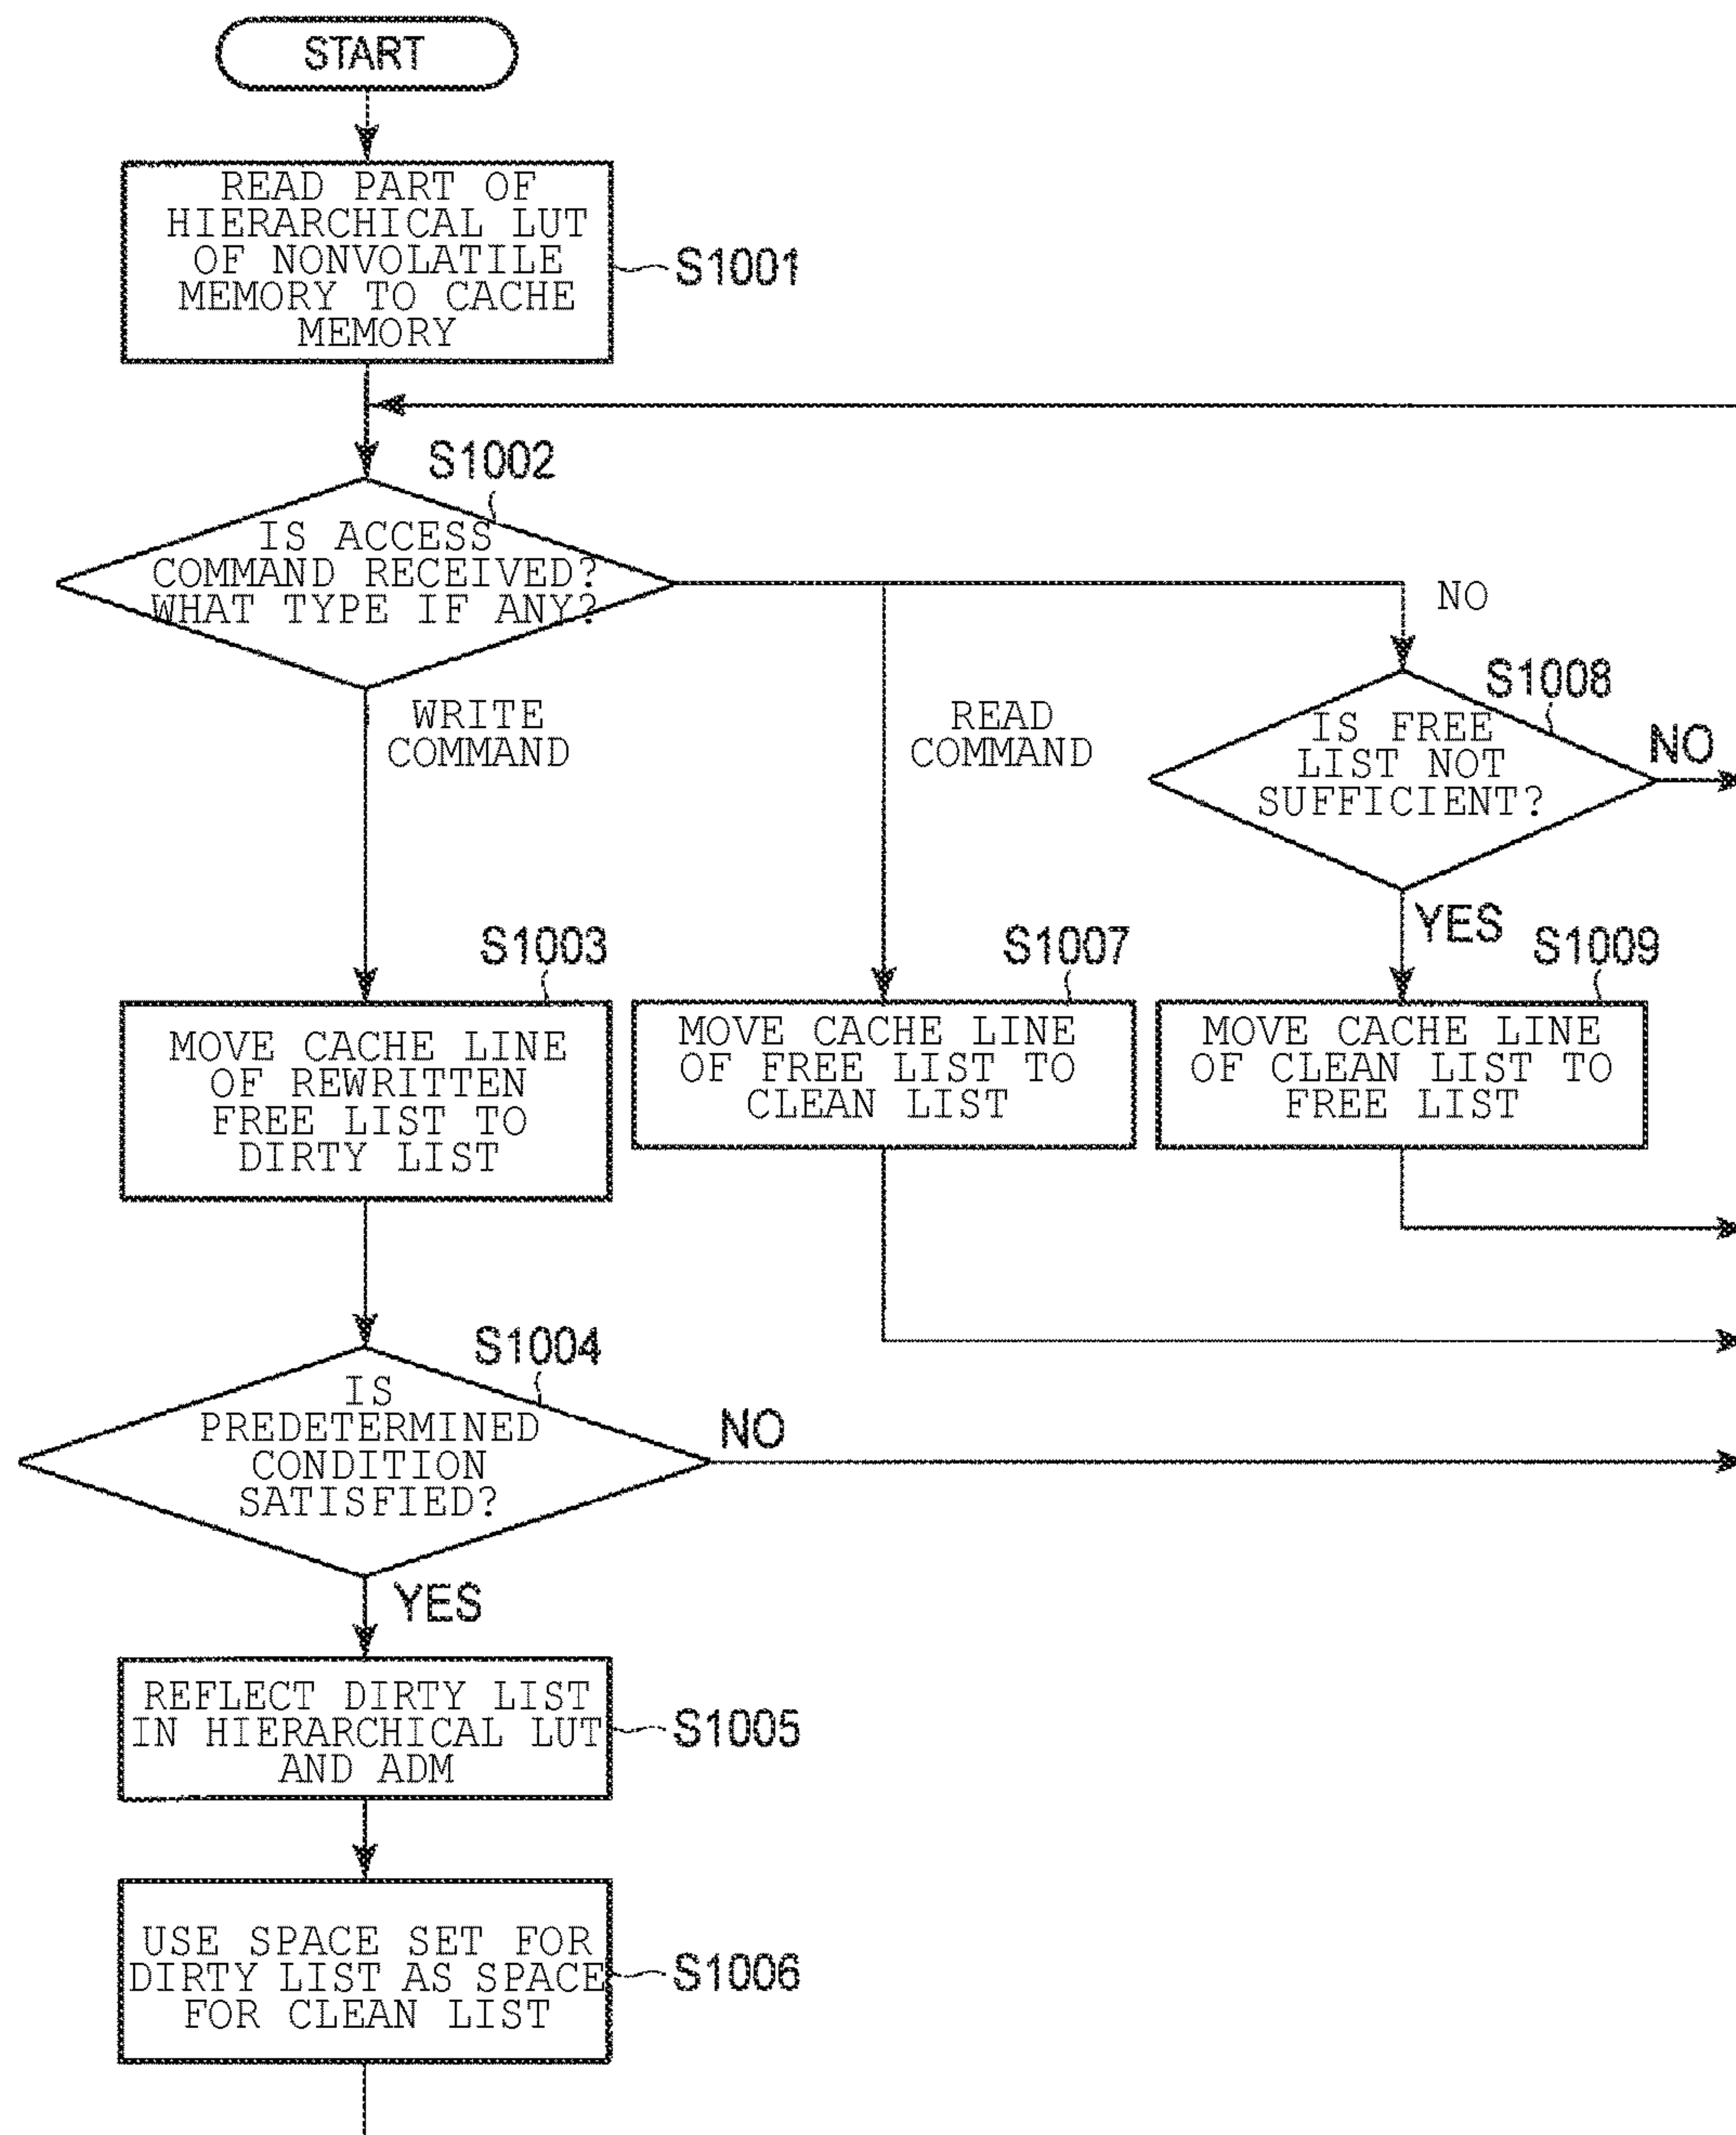 START
READ PART OF
HIERARCHICAL LUT
OF NONVOLATILE
MEMORY TO CACHE
MEMORY
S1001
S1002
IS ACCESS
COMMAND RECEIVED?
WHAT TYPE IF ANY?
NO
WRITE
COMMAND
READ
COMMAND
S1008
IS FREE
LIST NOT
SUFFICIENT?
NO
YES
S1003
MOVE CACHE LINE
OF REWRITTEN
FREE LIST TO
DIRTY LIST
S1007
MOVE CACHE LINE
OF FREE LIST TO
CLEAN LIST
S1009
MOVE CACHE LINE
OF CLEAN LIST TO
FREE LIST
S1004
IS
PREDETERMINED
CONDITION
SATISFIED?
NO
YES
REFLECT DIRTY LIST
IN HIERARCHICAL LUT
AND ADM
S1005
USE SPACE SET FOR
DIRTY LIST AS SPACE
FOR CLEAN LIST
S1006